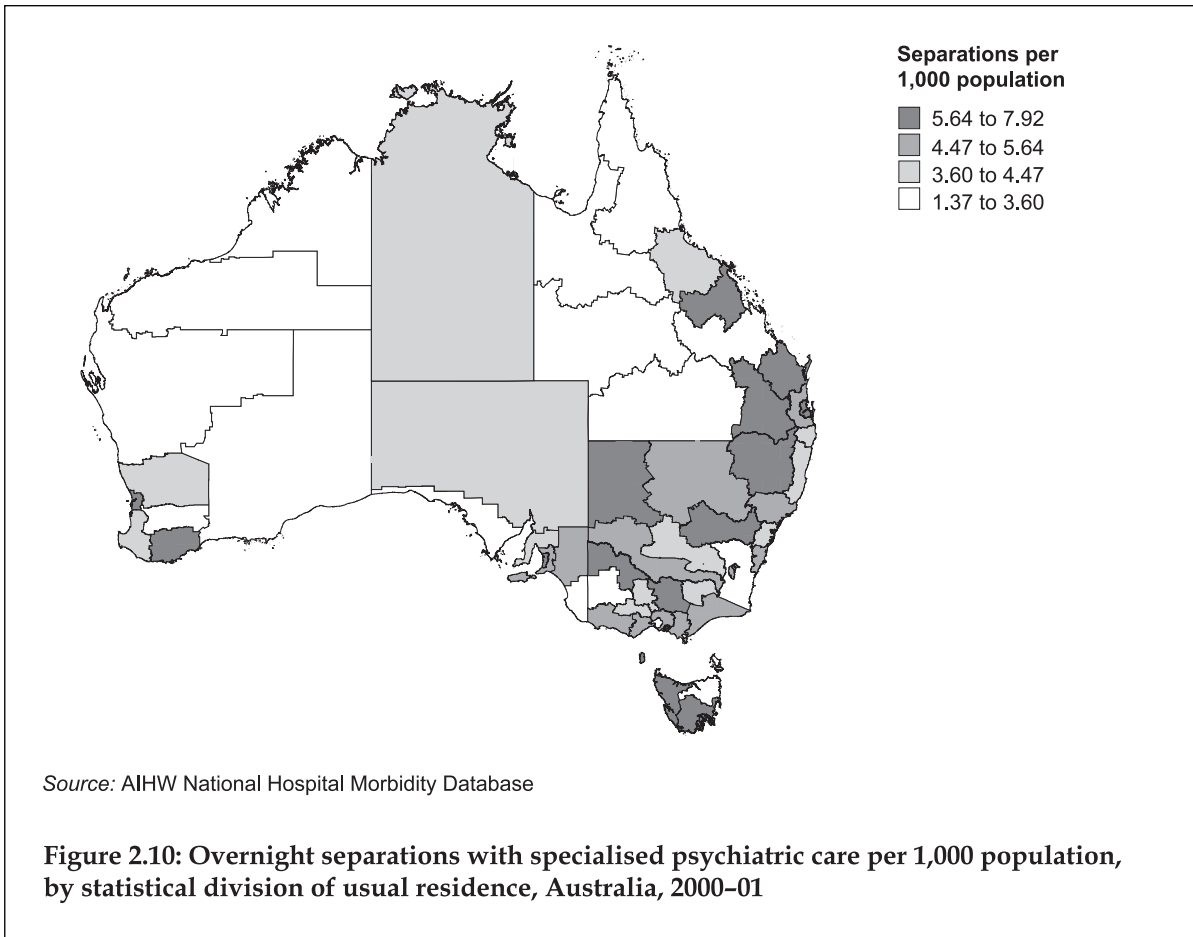 Separations per
1,000 population
5.64 to 7.92
4.47 to 5.64
3.60 to 4.47
1.37 to 3.60
Source: AIHW National Hospital Morbidity Database
Figure 2.10: Overnight separations with specialised psychiatric care per 1,000 population,
by statistical division of usual residence, Australia, 2000–01